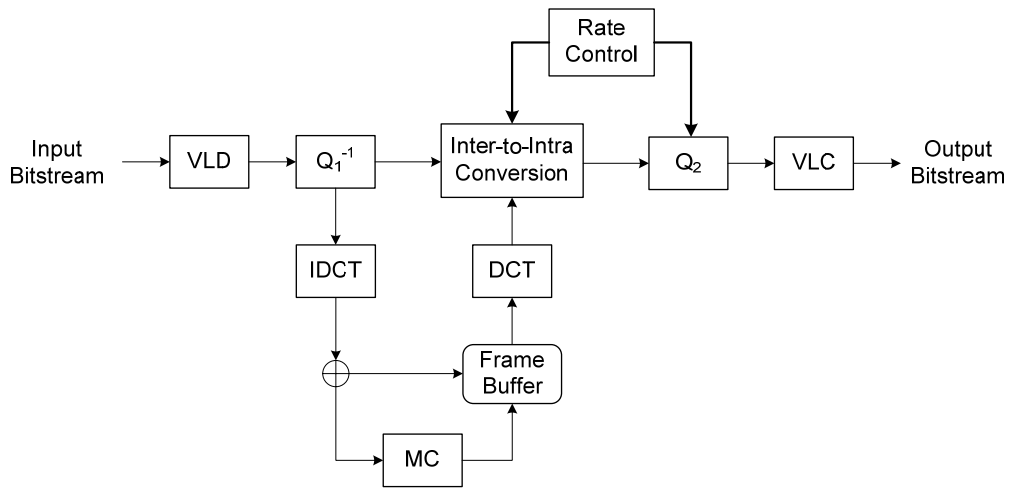 Rate
Control
Input
Bitstream
VLD
Q₁⁻¹
Inter-to-Intra
Conversion
Q₂
VLC
Output
Bitstream
IDCT
DCT
Frame
Buffer
MC